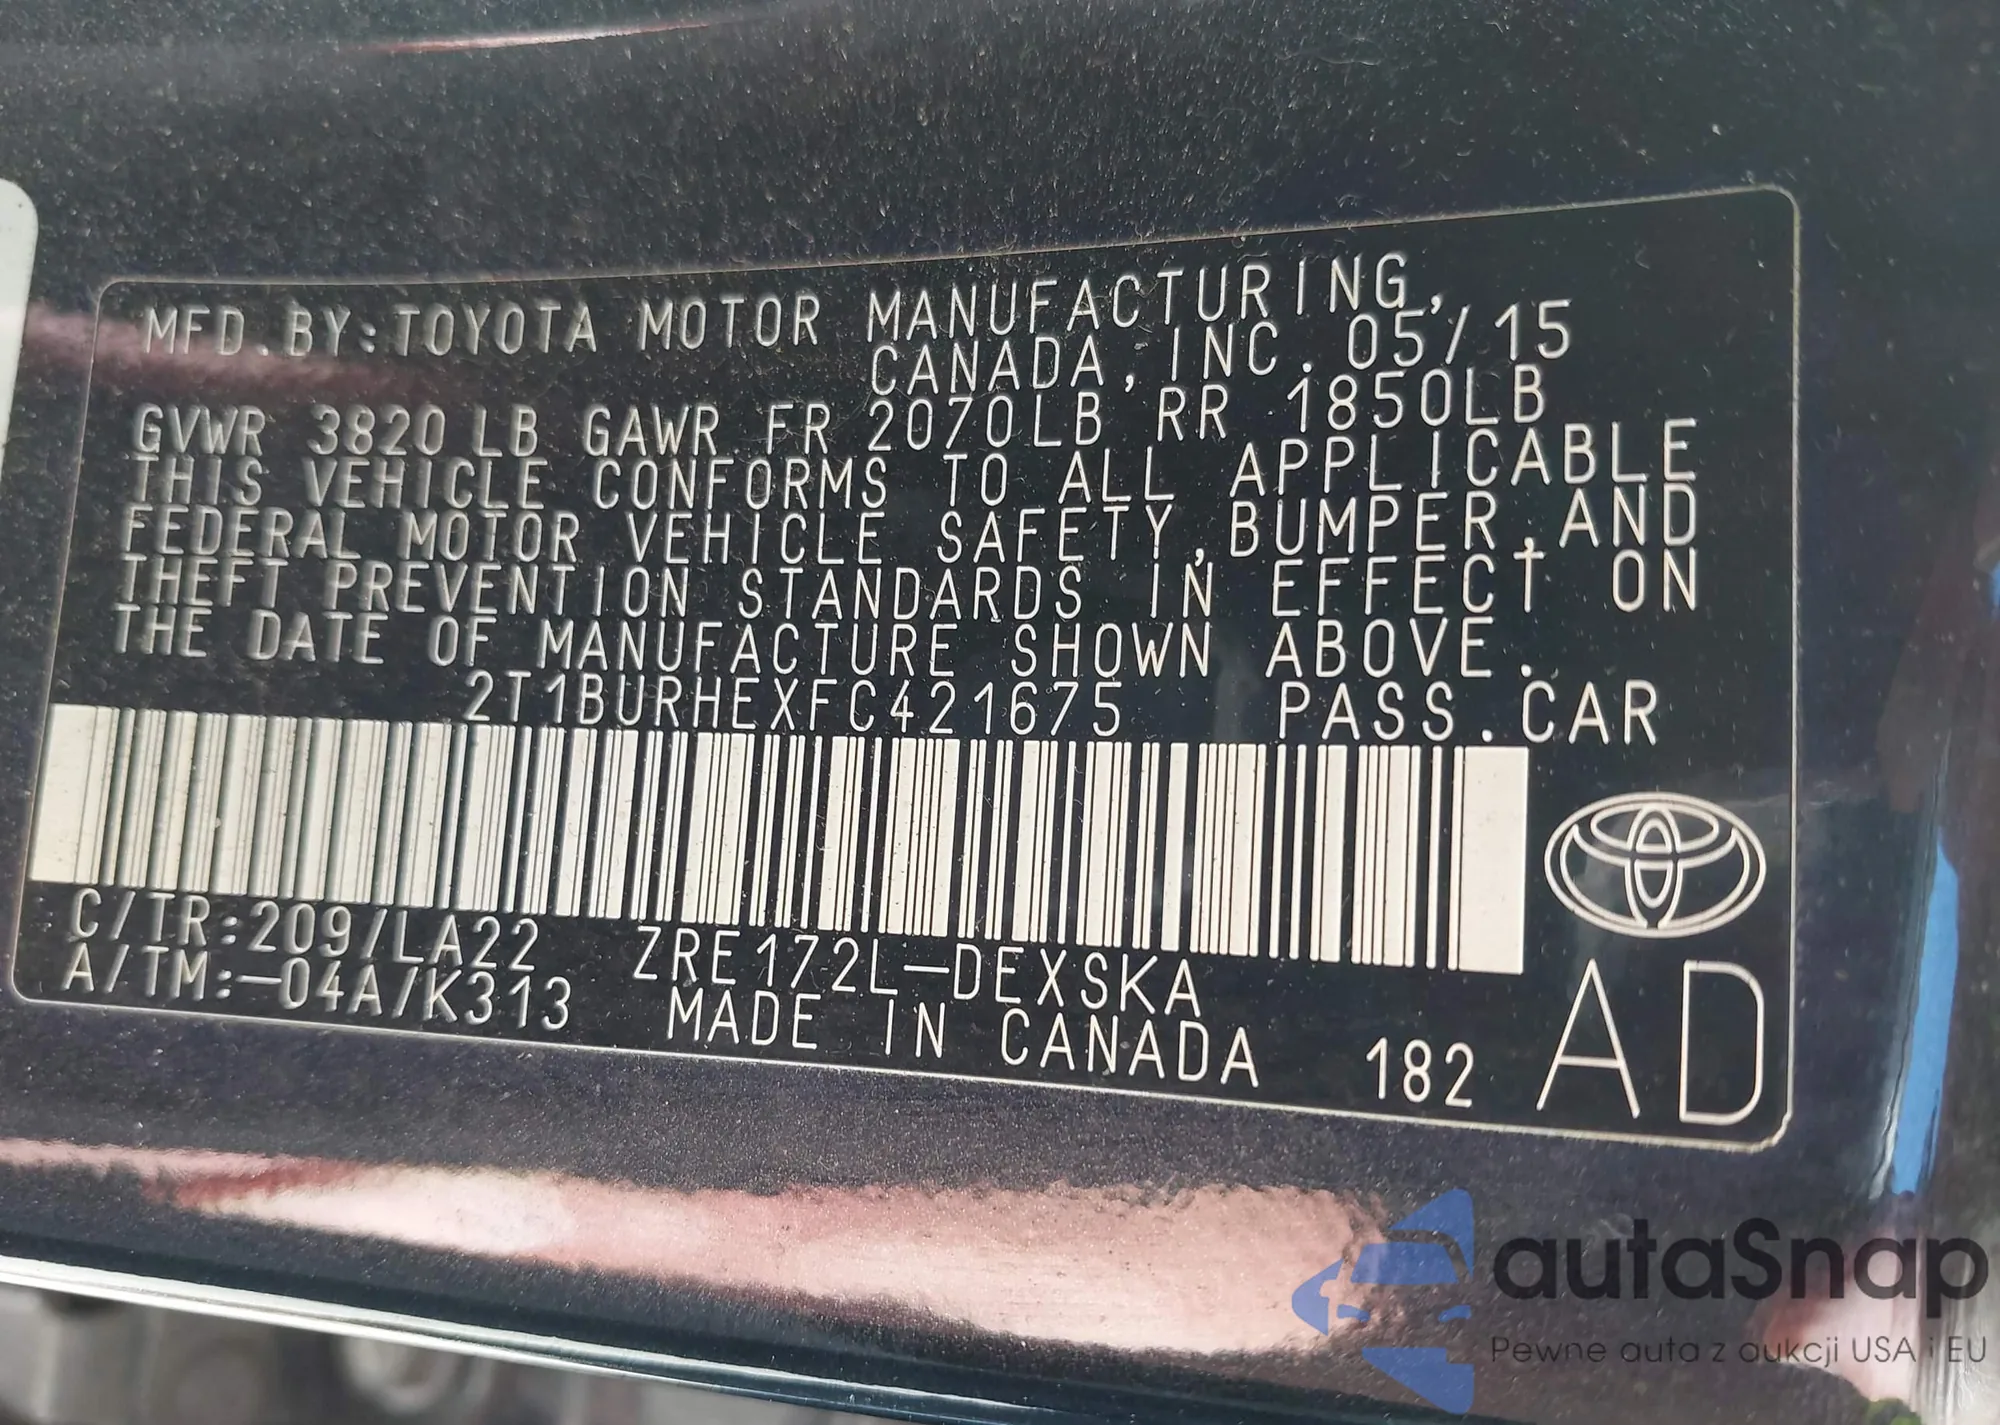 MFD.BY:TOYOTA MOTOR MANUFACTURING,
CANADA,INC. 05/15
GVWR 3820LB GAWR FR 2070LB RR 1850LB
THIS VEHICLE CONFORMS TO ALL APPLICABLE
FEDERAL MOTOR VEHICLE SAFETY,BUMPER,AND
THEFT PREVENTION STANDARDS IN EFFECT ON
THE DATE OF MANUFACTURE SHOWN ABOVE.
2T1BURHEXFC421675 PASS.CAR
C/TR:209/LA22 ZRE172L-DEXSKA
A/TM:-04A/K313 MADE IN CANADA 182 AD
autaSnap
Pewne auta z aukcji USA i EU